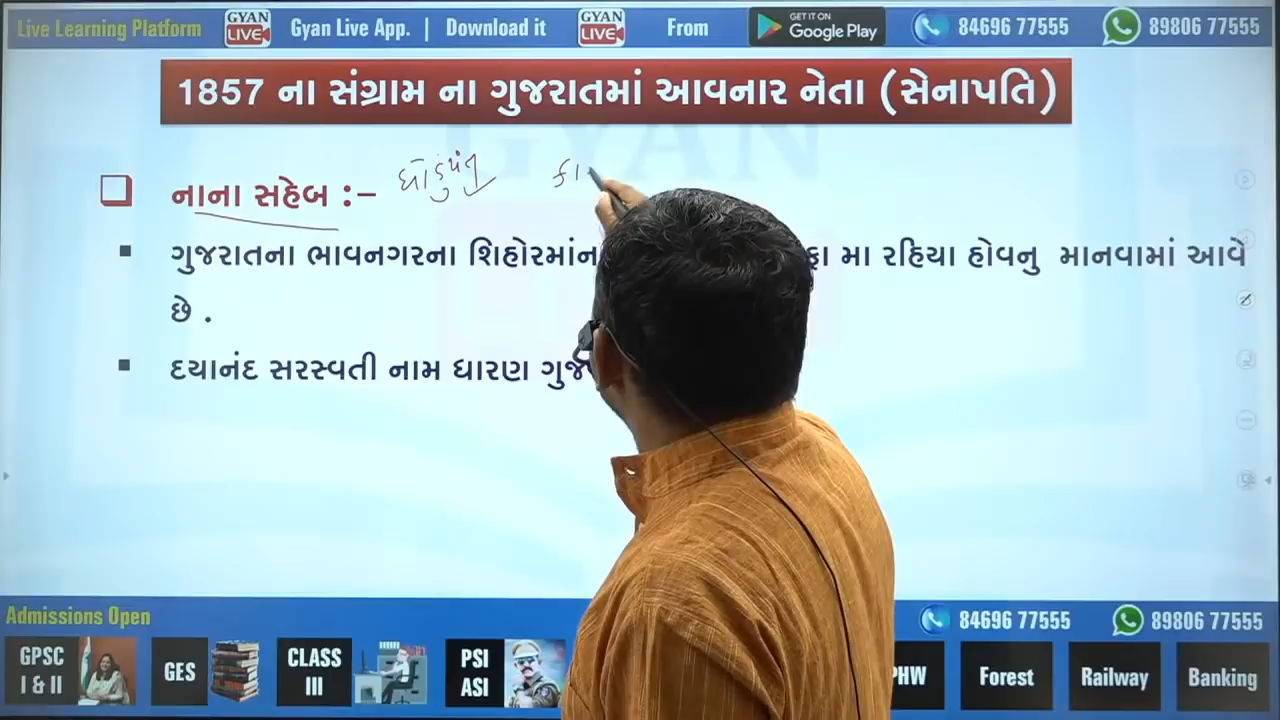 Live Learning Platform GYAN LIVE Gyan Live App. | Download it GYAN LIVE From GET IT ON Google Play 84696 77555 89806 77555
1857 ના સંગ્રામ ના ગુજરાતમાં આવનાર નેતા (સેનાપતિ)
નાના સહેબ :– ધોંડુપંત કા
ગુજરાતના ભાવનગરના શિહોરમાંન ફા મા રહિયા હોવનુ માનવામાં આવે
છે .
દયાનંદ સરસ્વતી નામ ધારણ
Admissions Open 84696 77555 89806 77555
GPSC I & II GES CLASS III PSI ASI Forest Railway Banking